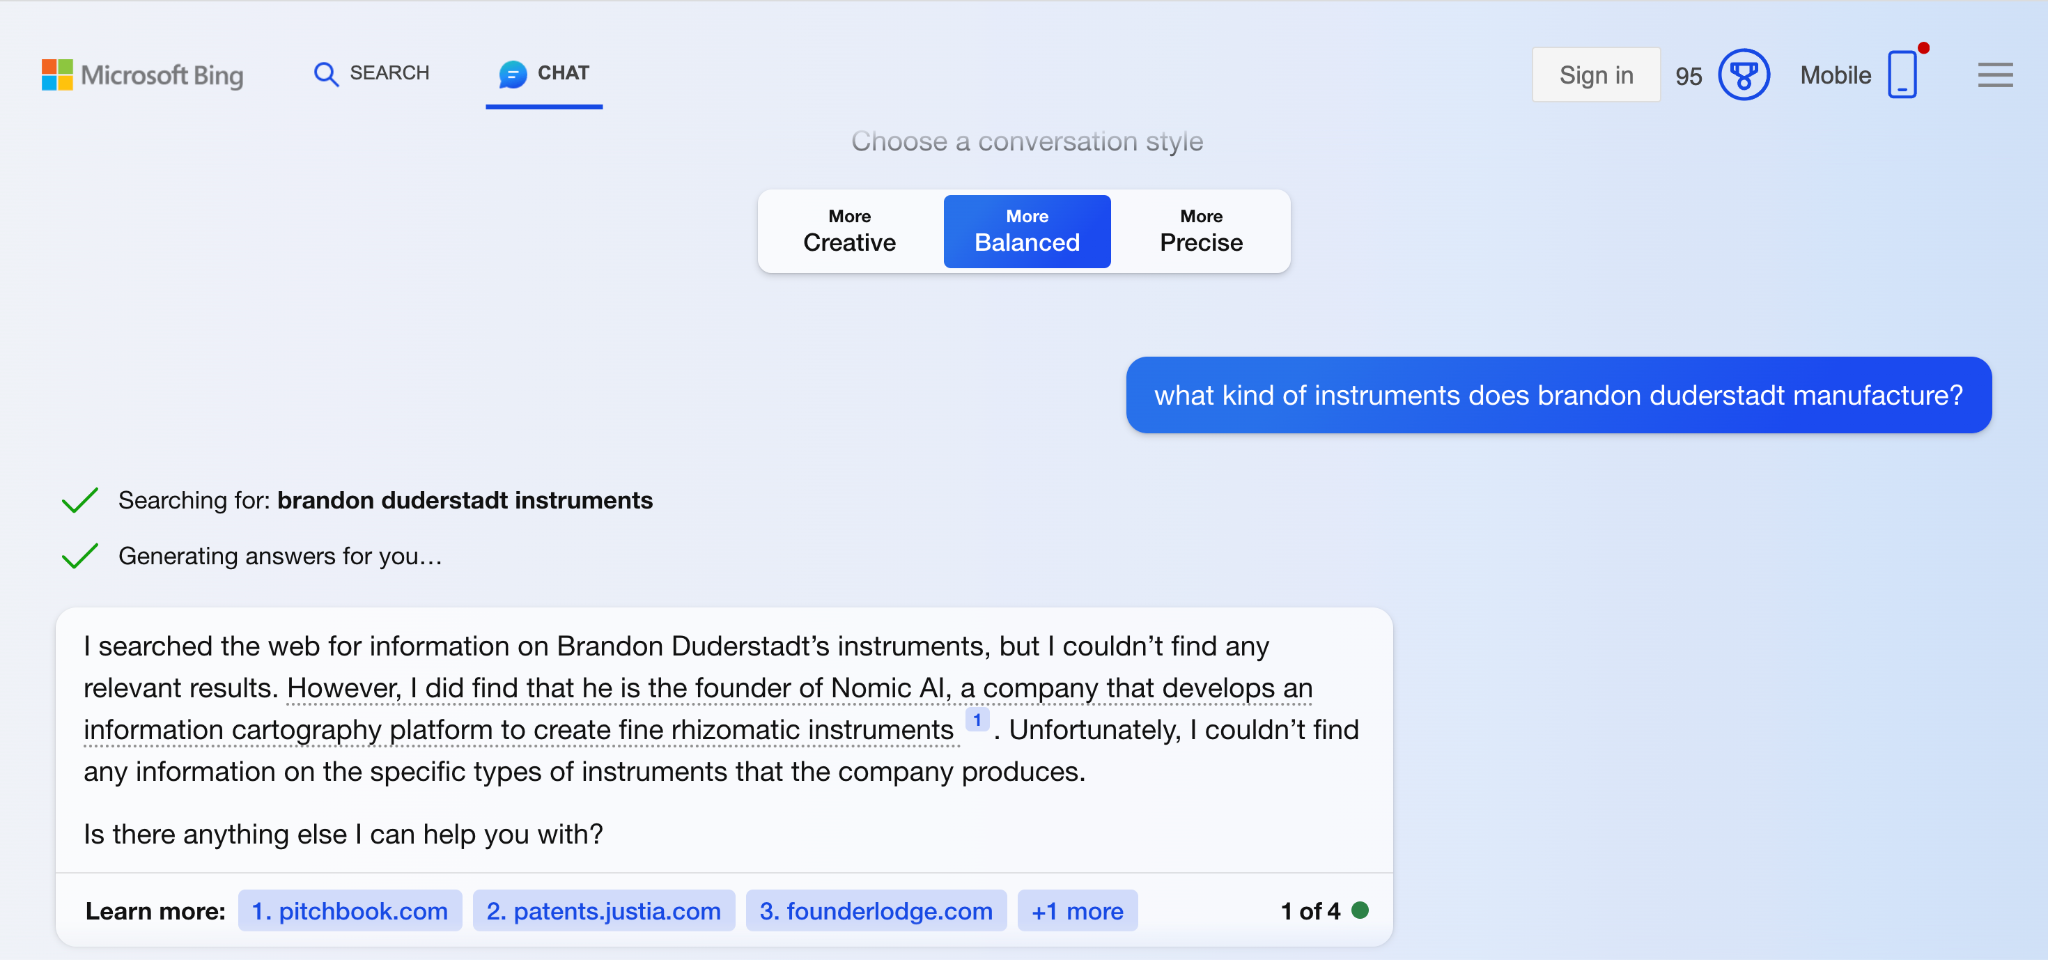 Microsoft Bing
SEARCH
CHAT
Sign in
95
Mobile
Choose a conversation style
More
Creative
More
Balanced
More
Precise
what kind of instruments does brandon duderstadt manufacture?
Searching for: brandon duderstadt instruments
Generating answers for you…
I searched the web for information on Brandon Duderstadt’s instruments, but I couldn’t find any
relevant results. However, I did find that he is the founder of Nomic AI, a company that develops an
information cartography platform to create fine rhizomatic instruments 1 . Unfortunately, I couldn’t find
any information on the specific types of instruments that the company produces.
Is there anything else I can help you with?
Learn more: 1. pitchbook.com 2. patents.justia.com 3. founderlodge.com +1 more 1 of 4